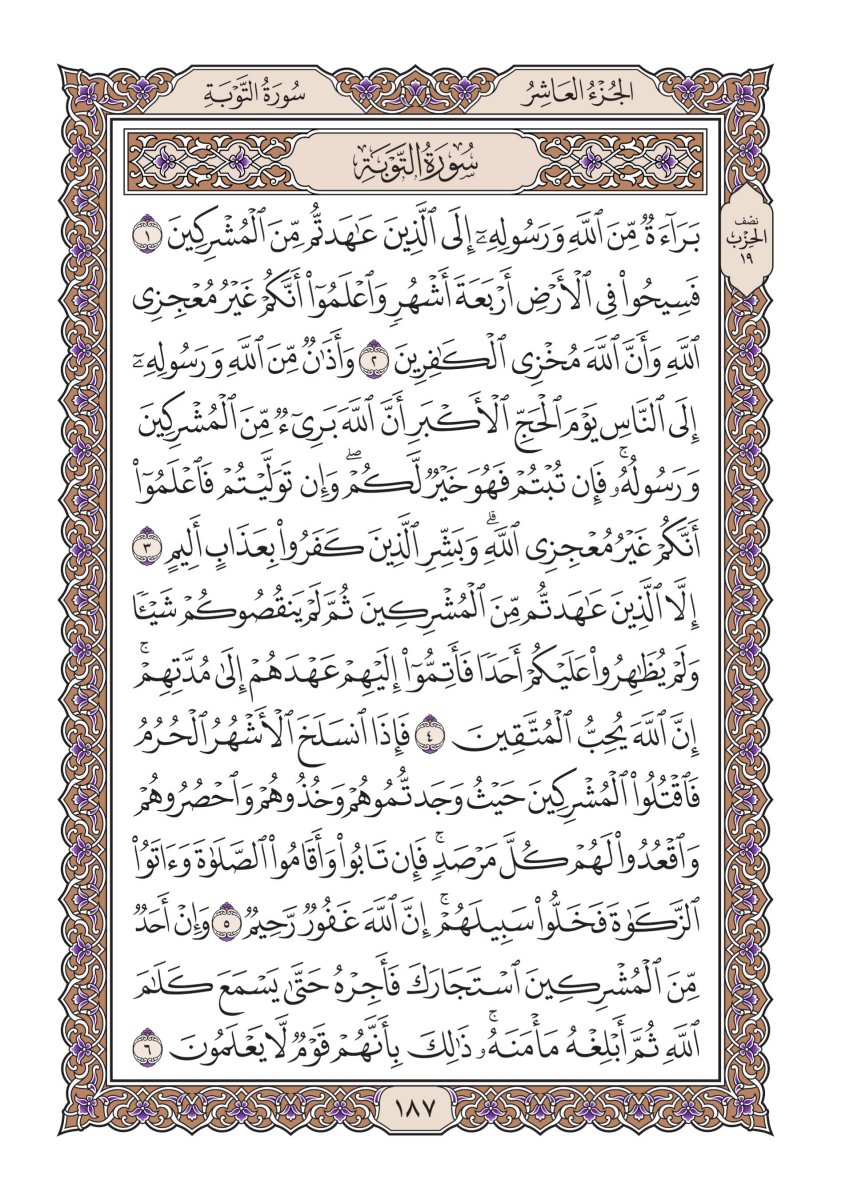 الجُزْءُ العَاشِرُ
سُورَةُ التَّوْبَةِ
سُورَةُ التَّوْبَةِ
نصف
الحِزْب
١٩
بَرَآءَةٌ مِّنَ ٱللَّهِ وَرَسُولِهِۦٓ إِلَى ٱلَّذِينَ عَٰهَدتُّم مِّنَ ٱلْمُشْرِكِينَ ١
فَسِيحُوا۟ فِى ٱلْأَرْضِ أَرْبَعَةَ أَشْهُرٍ وَٱعْلَمُوٓا۟ أَنَّكُمْ غَيْرُ مُعْجِزِى
ٱللَّهِ وَأَنَّ ٱللَّهَ مُخْزِى ٱلْكَٰفِرِينَ ٢ وَأَذَٰنٌ مِّنَ ٱللَّهِ وَرَسُولِهِۦٓ
إِلَى ٱلنَّاسِ يَوْمَ ٱلْحَجِّ ٱلْأَكْبَرِ أَنَّ ٱللَّهَ بَرِىٓءٌ مِّنَ ٱلْمُشْرِكِينَ
وَرَسُولُهُۥ ۚ فَإِن تُبْتُمْ فَهُوَ خَيْرٌ لَّكُمْ ۖ وَإِن تَوَلَّيْتُمْ فَٱعْلَمُوٓا۟
أَنَّكُمْ غَيْرُ مُعْجِزِى ٱللَّهِ ۗ وَبَشِّرِ ٱلَّذِينَ كَفَرُوا۟ بِعَذَابٍ أَلِيمٍ ٣
إِلَّا ٱلَّذِينَ عَٰهَدتُّم مِّنَ ٱلْمُشْرِكِينَ ثُمَّ لَمْ يَنقُصُوكُمْ شَيْـًٔا
وَلَمْ يُظَٰهِرُوا۟ عَلَيْكُمْ أَحَدًا فَأَتِمُّوٓا۟ إِلَيْهِمْ عَهْدَهُمْ إِلَىٰ مُدَّتِهِمْ ۚ
إِنَّ ٱللَّهَ يُحِبُّ ٱلْمُتَّقِينَ ٤ فَإِذَا ٱنسَلَخَ ٱلْأَشْهُرُ ٱلْحُرُمُ
فَٱقْتُلُوا۟ ٱلْمُشْرِكِينَ حَيْثُ وَجَدتُّمُوهُمْ وَخُذُوهُمْ وَٱحْصُرُوهُمْ
وَٱقْعُدُوا۟ لَهُمْ كُلَّ مَرْصَدٍ ۚ فَإِن تَابُوا۟ وَأَقَامُوا۟ ٱلصَّلَوٰةَ وَءَاتَوُا۟
ٱلزَّكَوٰةَ فَخَلُّوا۟ سَبِيلَهُمْ ۚ إِنَّ ٱللَّهَ غَفُورٌ رَّحِيمٌ ٥ وَإِنْ أَحَدٌ
مِّنَ ٱلْمُشْرِكِينَ ٱسْتَجَارَكَ فَأَجِرْهُ حَتَّىٰ يَسْمَعَ كَلَٰمَ
ٱللَّهِ ثُمَّ أَبْلِغْهُ مَأْمَنَهُۥ ۚ ذَٰلِكَ بِأَنَّهُمْ قَوْمٌ لَّا يَعْلَمُونَ ٦
١٨٧